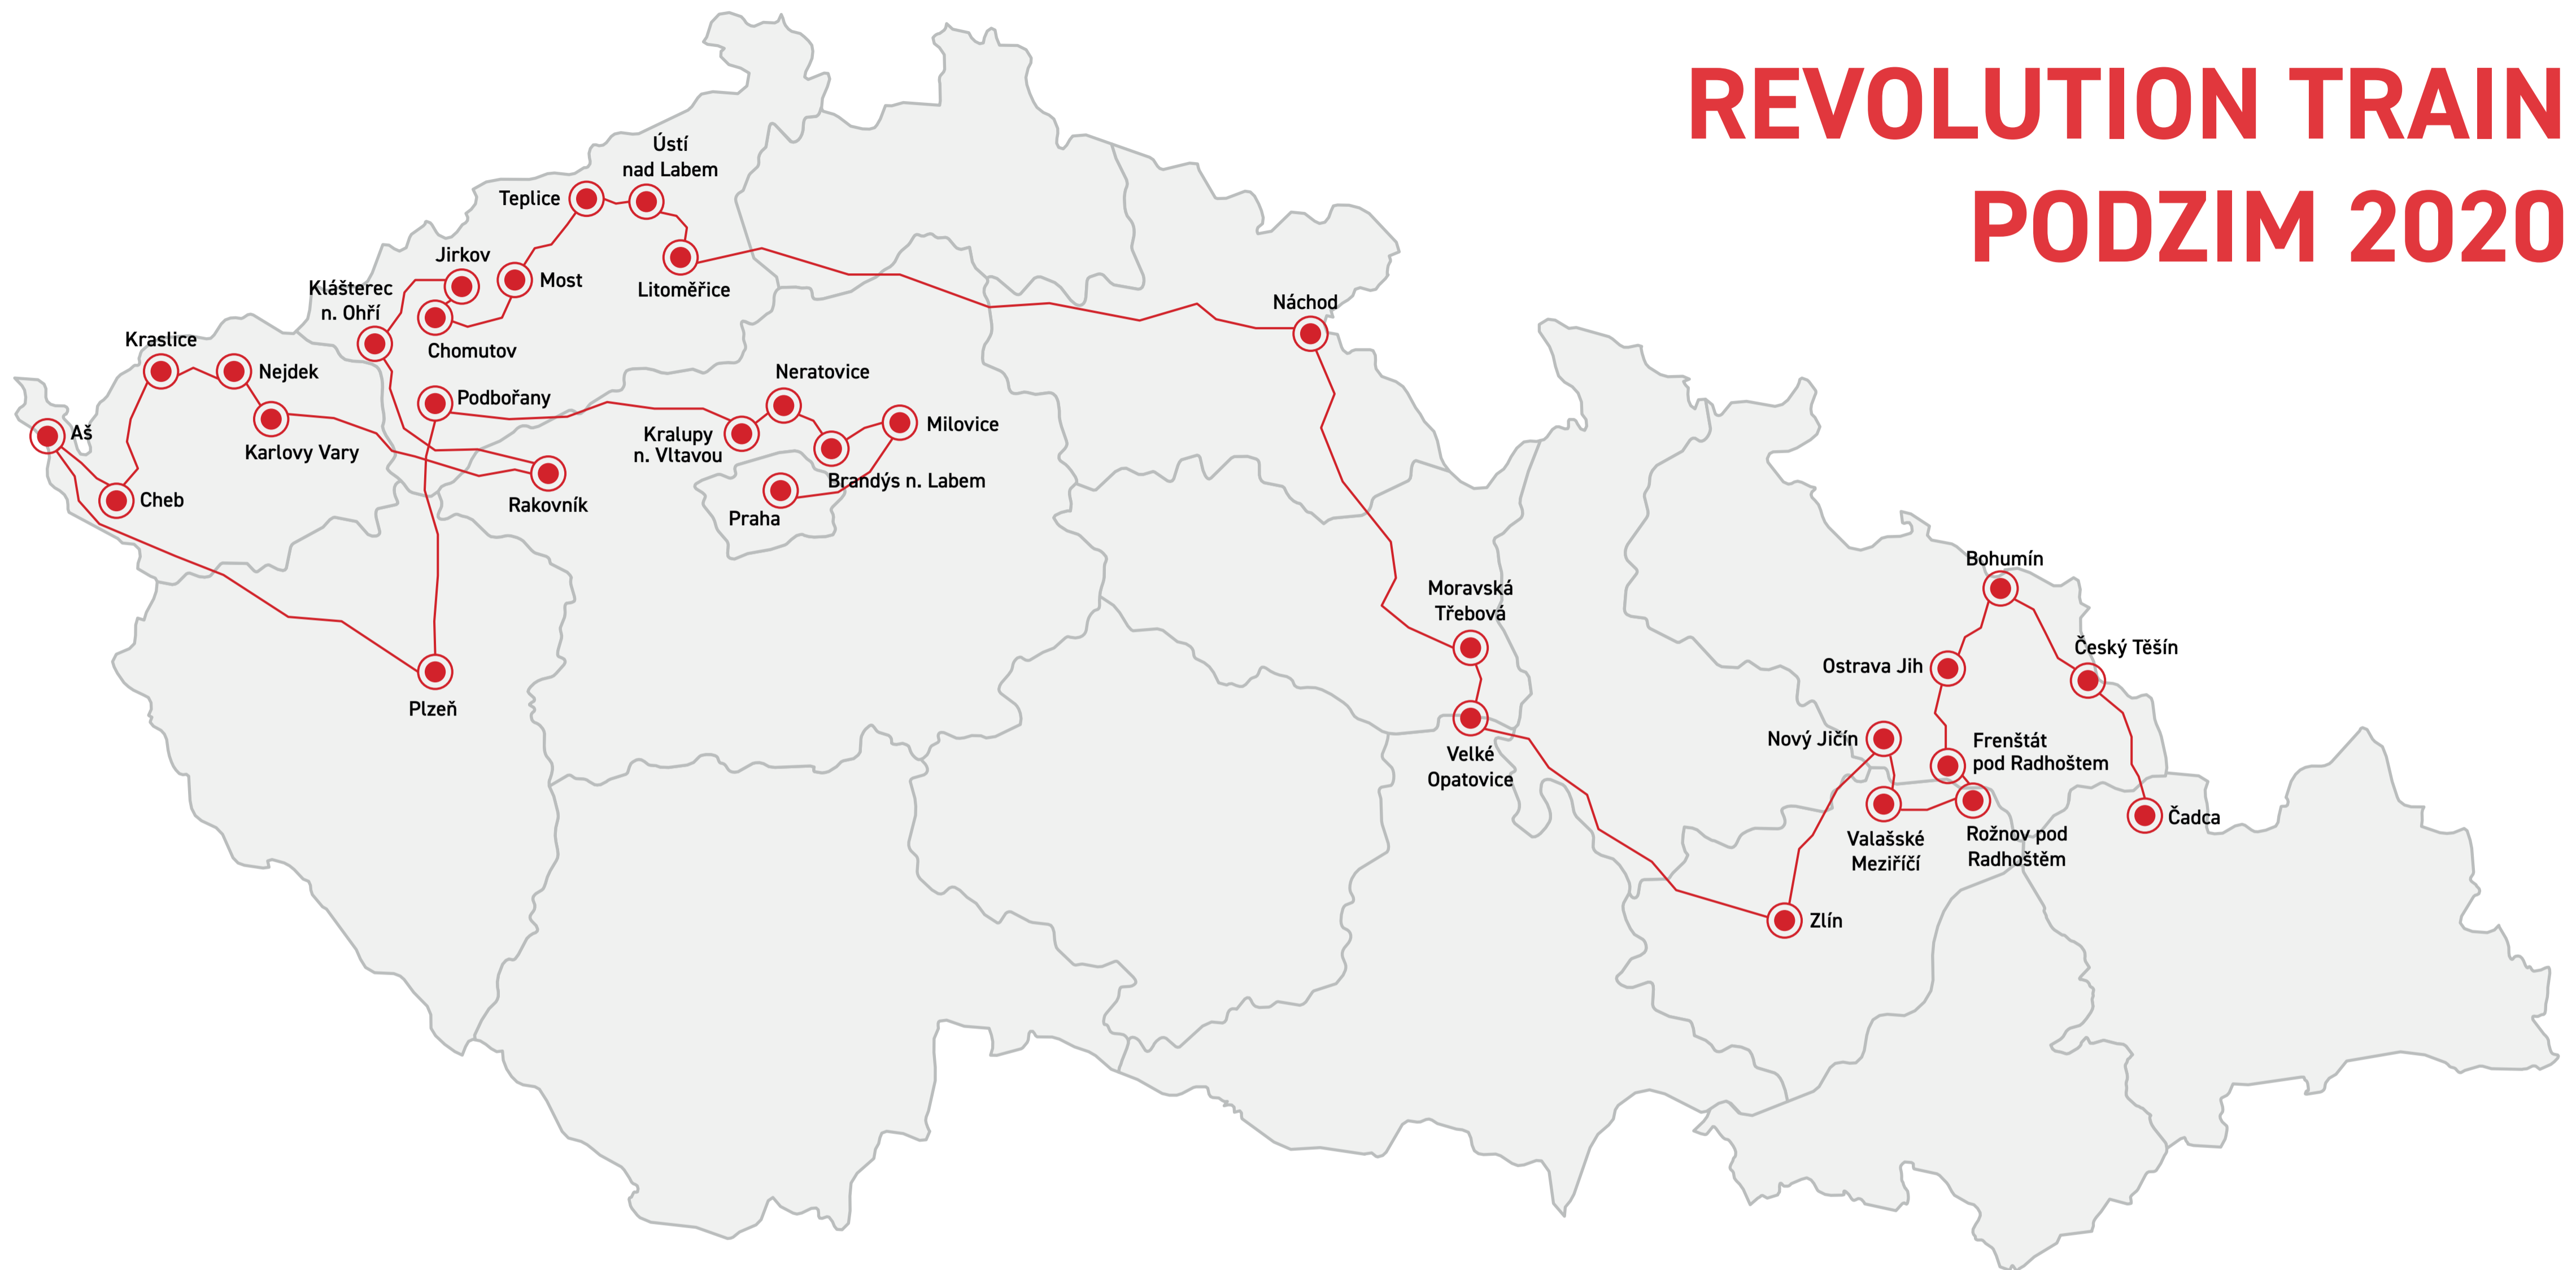 REVOLUTION TRAIN
PODZIM 2020
Ústí
nad Labem
Teplice
Jirkov
Most
Klášterec
n. Ohří
Litoměřice
Náchod
Chomutov
Kraslice
Nejdek
Podbořany
Neratovice
Milovice
Aš
Karlovy Vary
Kralupy
n. Vltavou
Brandýs n. Labem
Cheb
Rakovník
Praha
Plzeň
Moravská
Třebová
Velké
Opatovice
Bohumín
Český Těšín
Ostrava Jih
Nový Jičín
Frenštát
pod Radhoštem
Valašské
Meziříčí
Rožnov pod
Radhoštěm
Čadca
Zlín